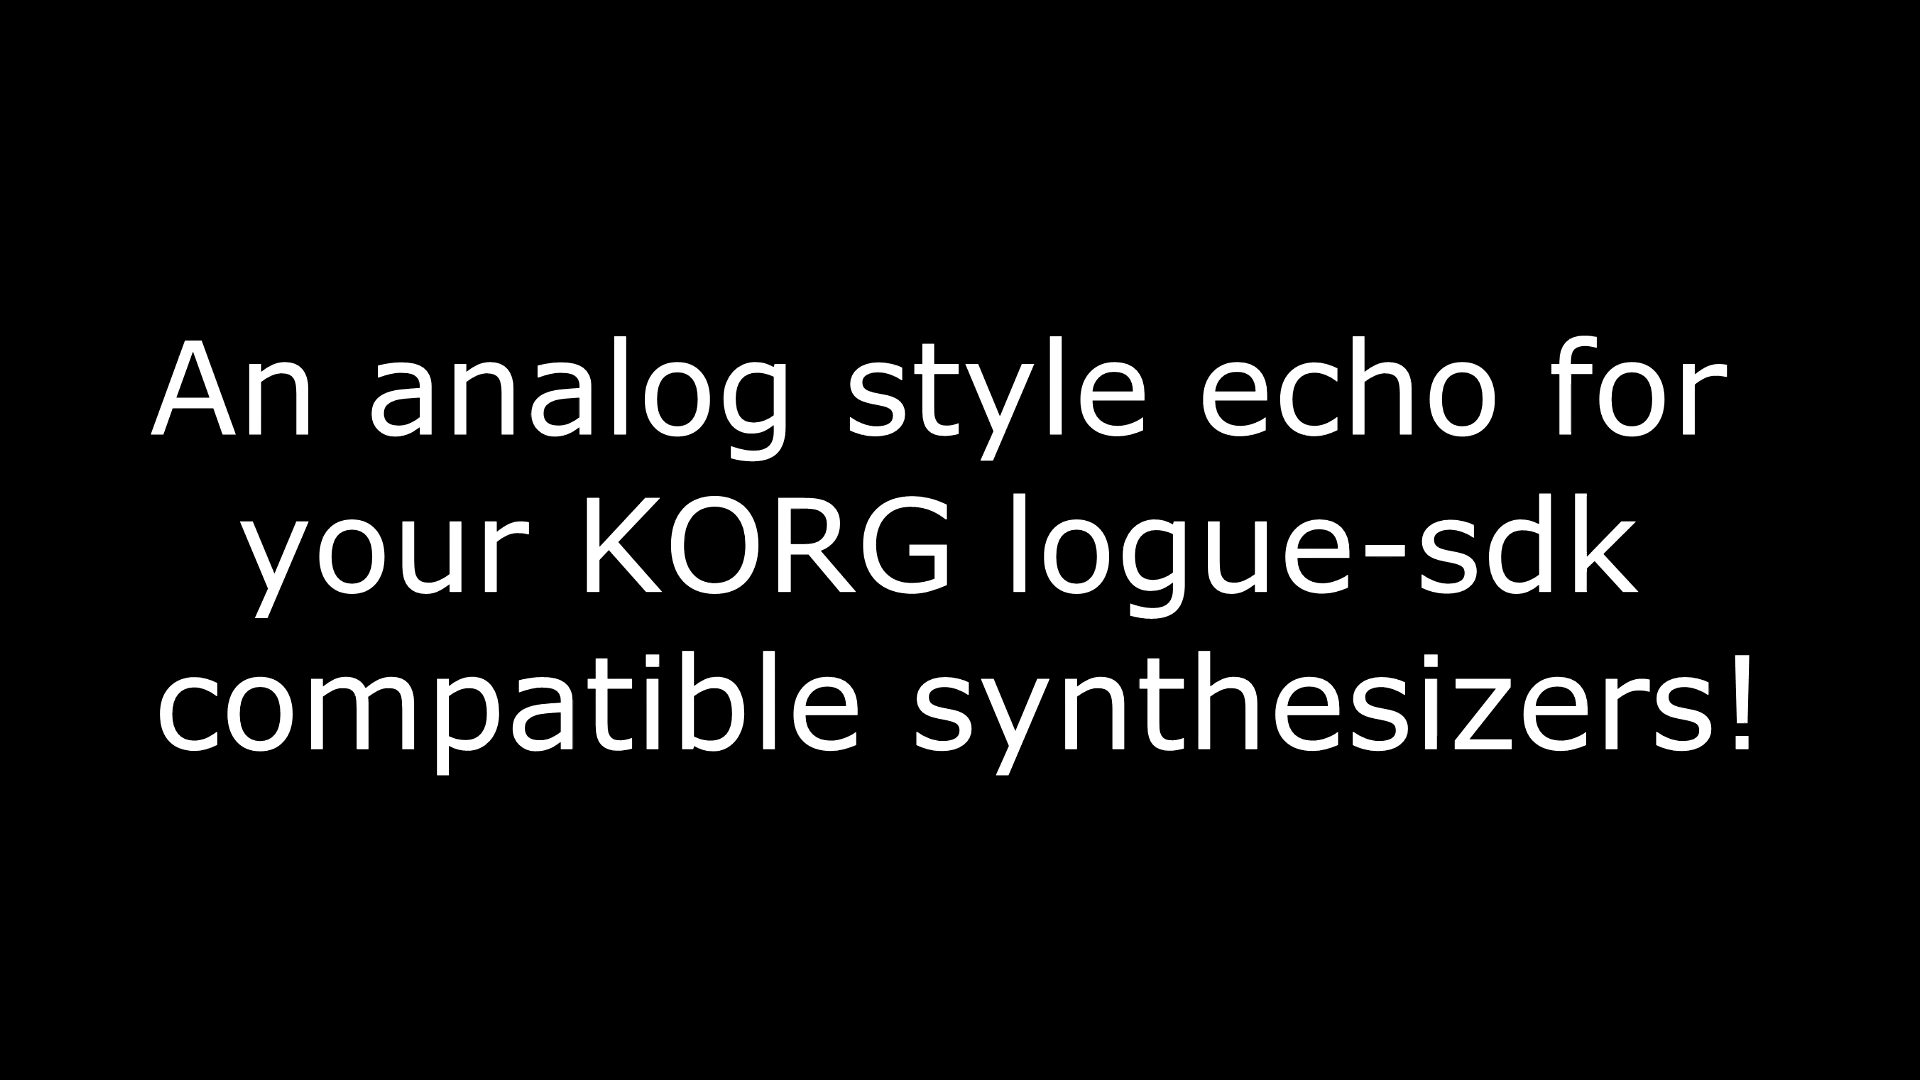 An analog style echo for
your KORG logue-sdk
compatible synthesizers!